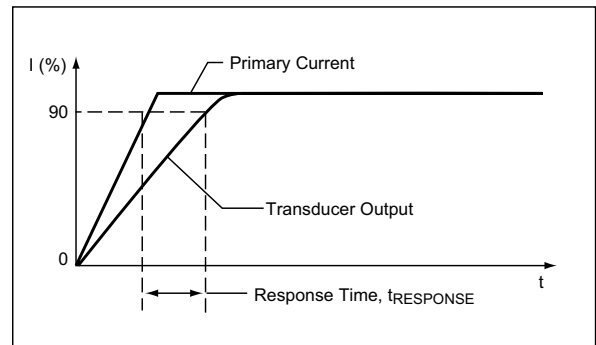 I (%)
Primary Current
90
Transducer Output
0
t
Response Time, tRESPONSE